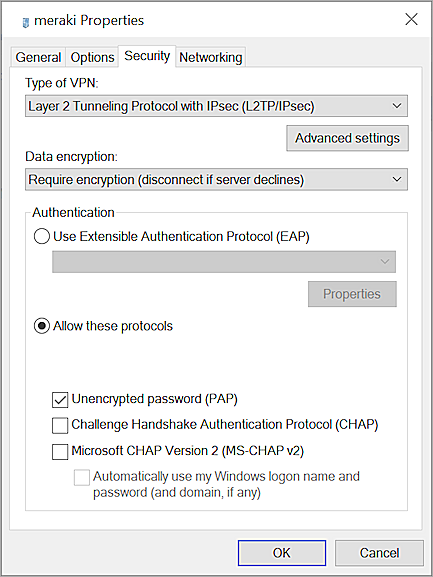 meraki Properties
General Options Security Networking
Type of VPN:
Layer 2 Tunneling Protocol with IPsec (L2TP/IPsec)
Advanced settings
Data encryption:
Require encryption (disconnect if server declines)
Authentication
Use Extensible Authentication Protocol (EAP)
Properties
Allow these protocols
Unencrypted password (PAP)
Challenge Handshake Authentication Protocol (CHAP)
Microsoft CHAP Version 2 (MS-CHAP v2)
Automatically use my Windows logon name and
password (and domain, if any)
OK Cancel